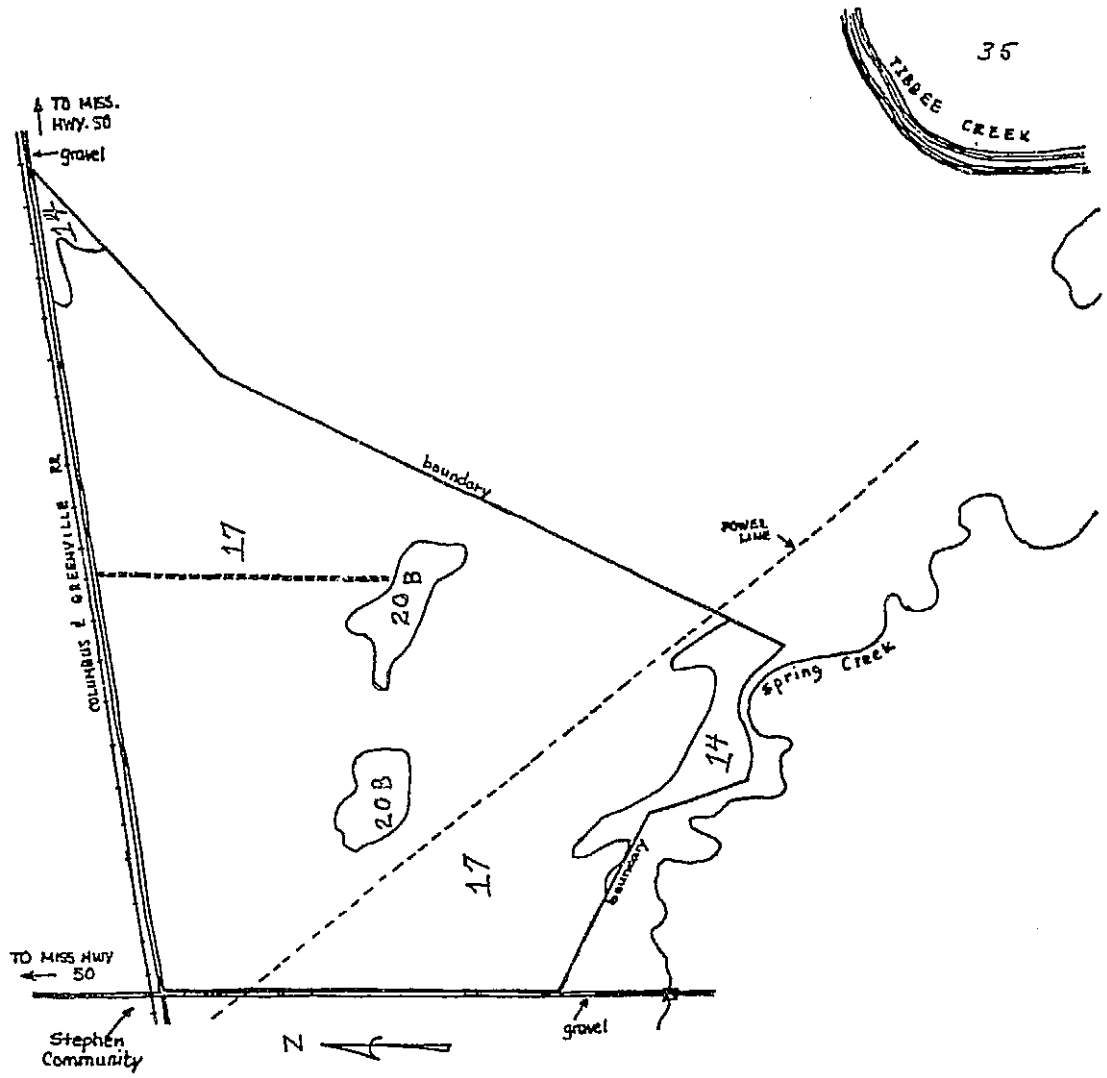 35
TIBBEE CREEK
TO MISS.
HWY. 50
gravel
14
boundary
COLUMBUS & GREENVILLE RR
17
POWER
LINE
20 B
Spring Creek
14
20 B
17
boundary
TO MISS HWY
50
gravel
Stephen
Community
N